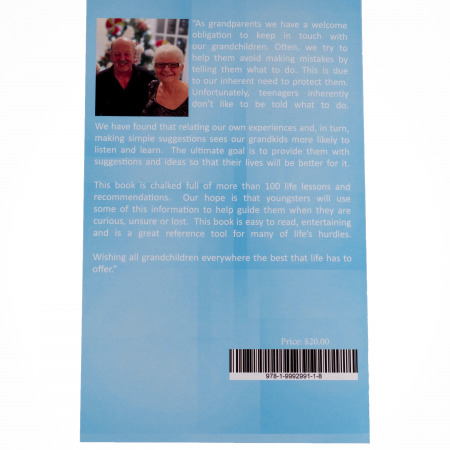 "As grandparents we have a welcome
obligation to keep in touch with
our grandchildren. Often, we try to
help them avoid making mistakes by
telling them what to do. This is due
to our inherent need to protect them.
Unfortunately, teenagers inherently
don't like to be told what to do.
We have found that relating our own experiences and, in turn,
making simple suggestions sees our grandkids more likely to
listen and learn. The ultimate goal is to provide them with
suggestions and ideas so that their lives will be better for it.
This book is chalked full of more than 100 life lessons and
recommendations. Our hope is that youngsters will use
some of this information to help guide them when they are
curious, unsure or lost. This book is easy to read, entertaining
and is a great reference tool for many of life's hurdles.
Wishing all grandchildren everywhere the best that life has to
offer."
Price: $20.00
978-1-9992991-1-8